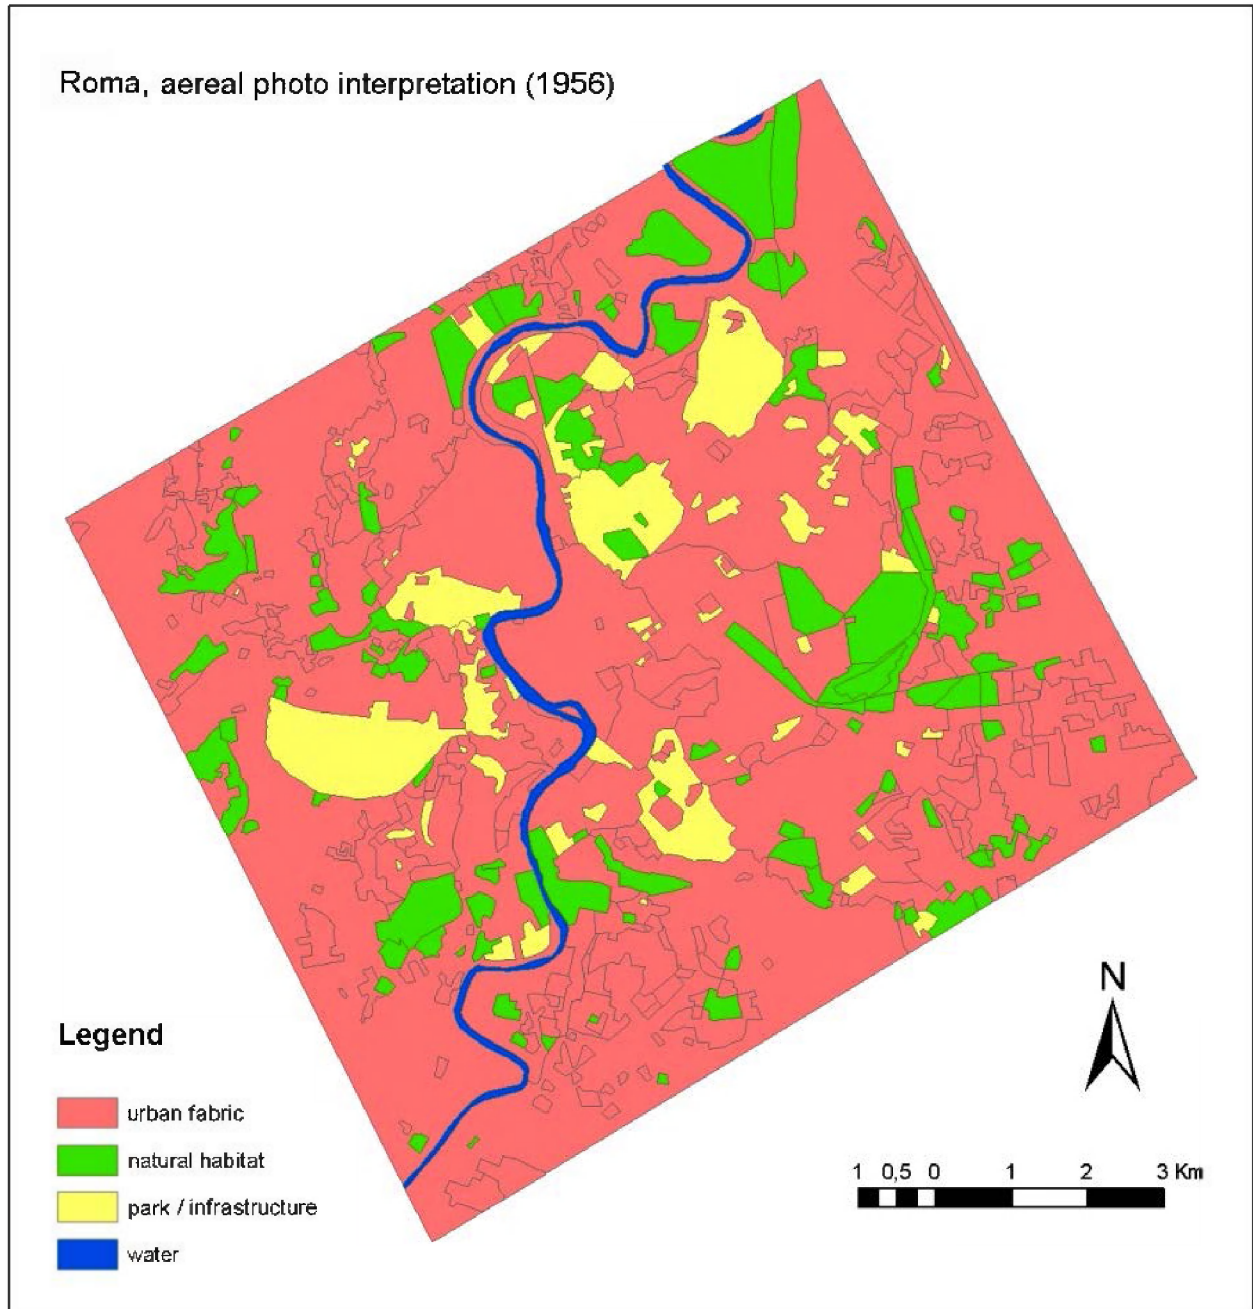 Roma, aereal photo interpretation (1956)
N
Legend
urban fabric
natural habitat
park / infrastructure
water
1 0,5 0 1 2 3 Km